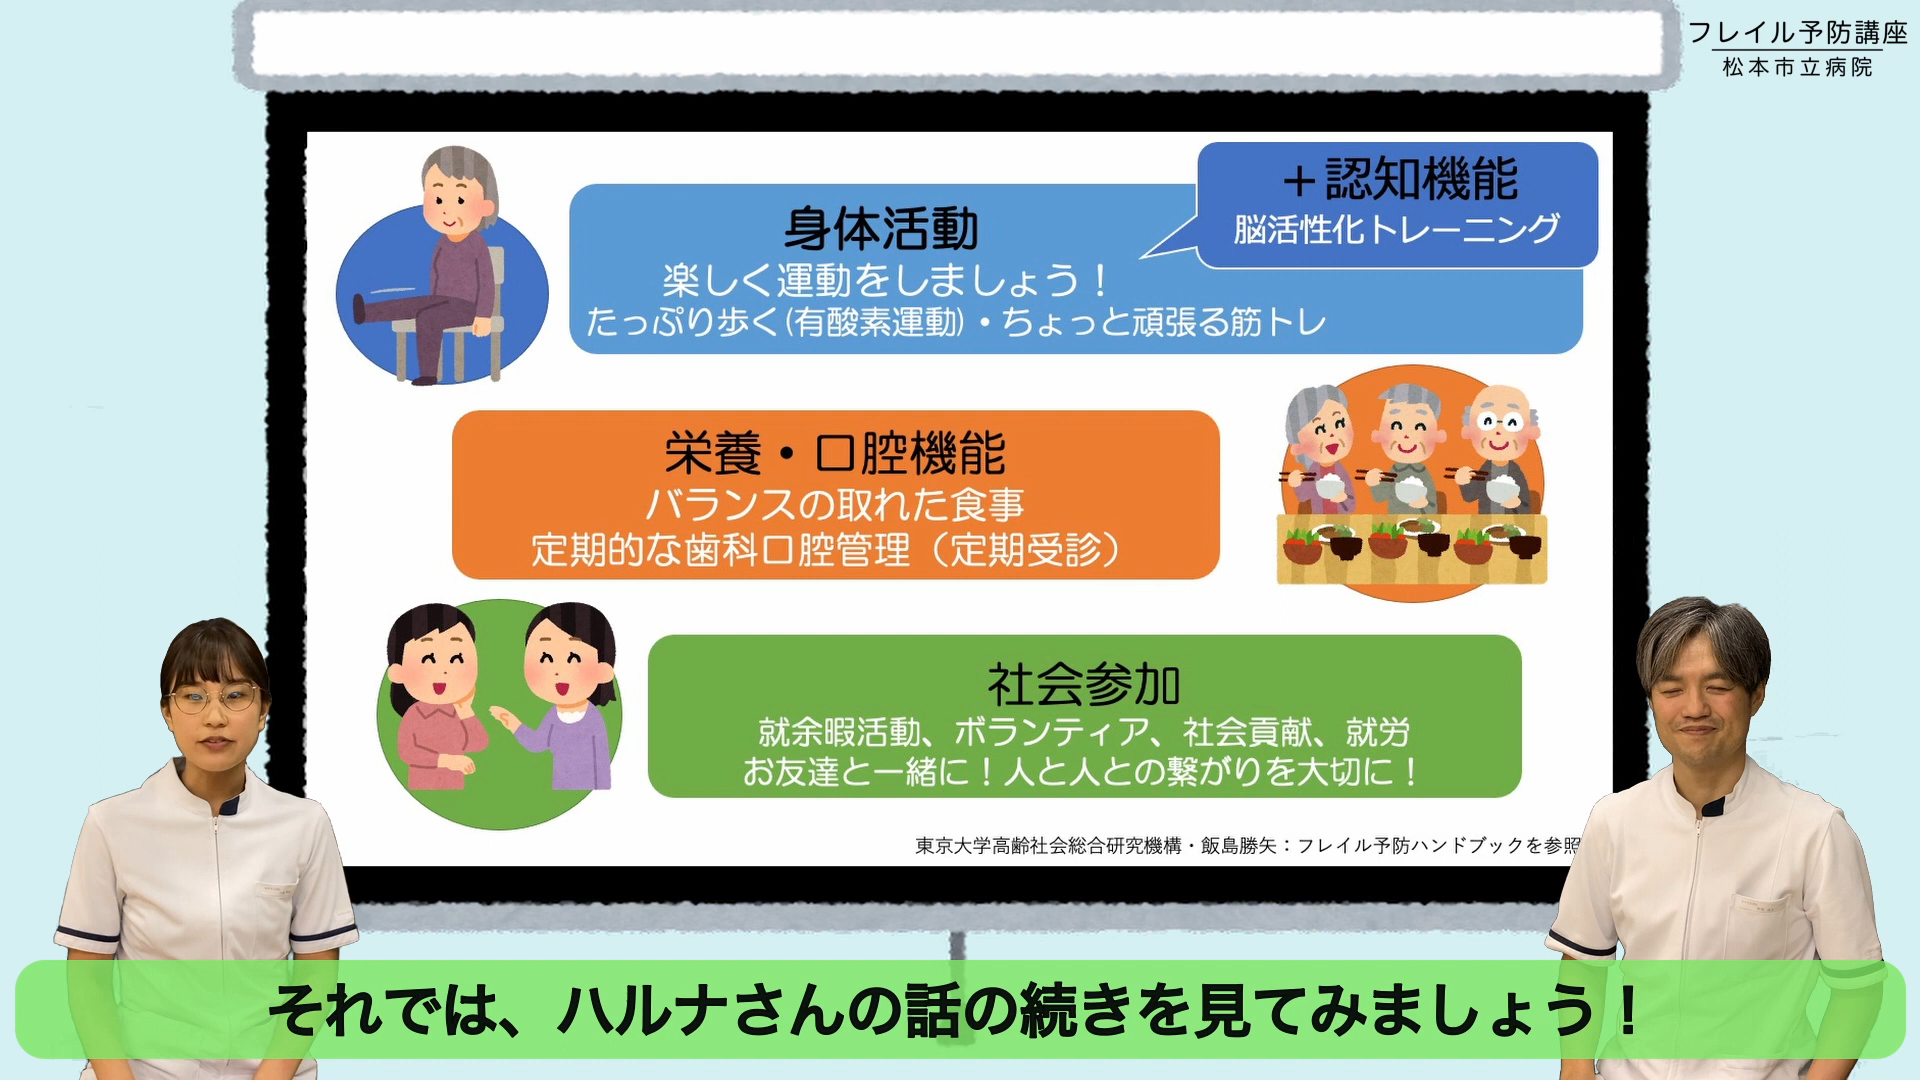 フレイル予防講座
松本市立病院
＋認知機能
脳活性化トレーニング
身体活動
楽しく運動をしましょう！
たっぷり歩く(有酸素運動)・ちょっと頑張る筋トレ
栄養・口腔機能
バランスの取れた食事
定期的な歯科口腔管理（定期受診）
社会参加
就余暇活動、ボランティア、社会貢献、就労
お友達と一緒に！人と人との繋がりを大切に！
東京大学高齢社会総合研究機構・飯島勝矢：フレイル予防ハンドブックを参照
それでは、ハルナさんの話の続きを見てみましょう！